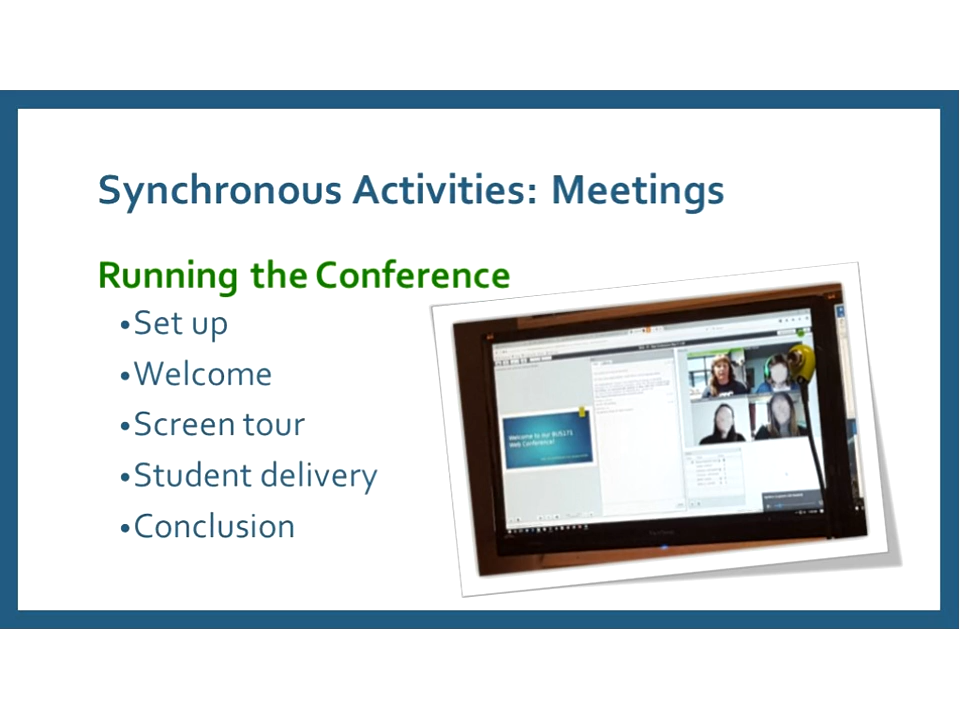 Synchronous Activities: Meetings
Running the Conference
•Set up
•Welcome
•Screen tour
•Student delivery
•Conclusion
Welcome to our BUS171
Web Conference!